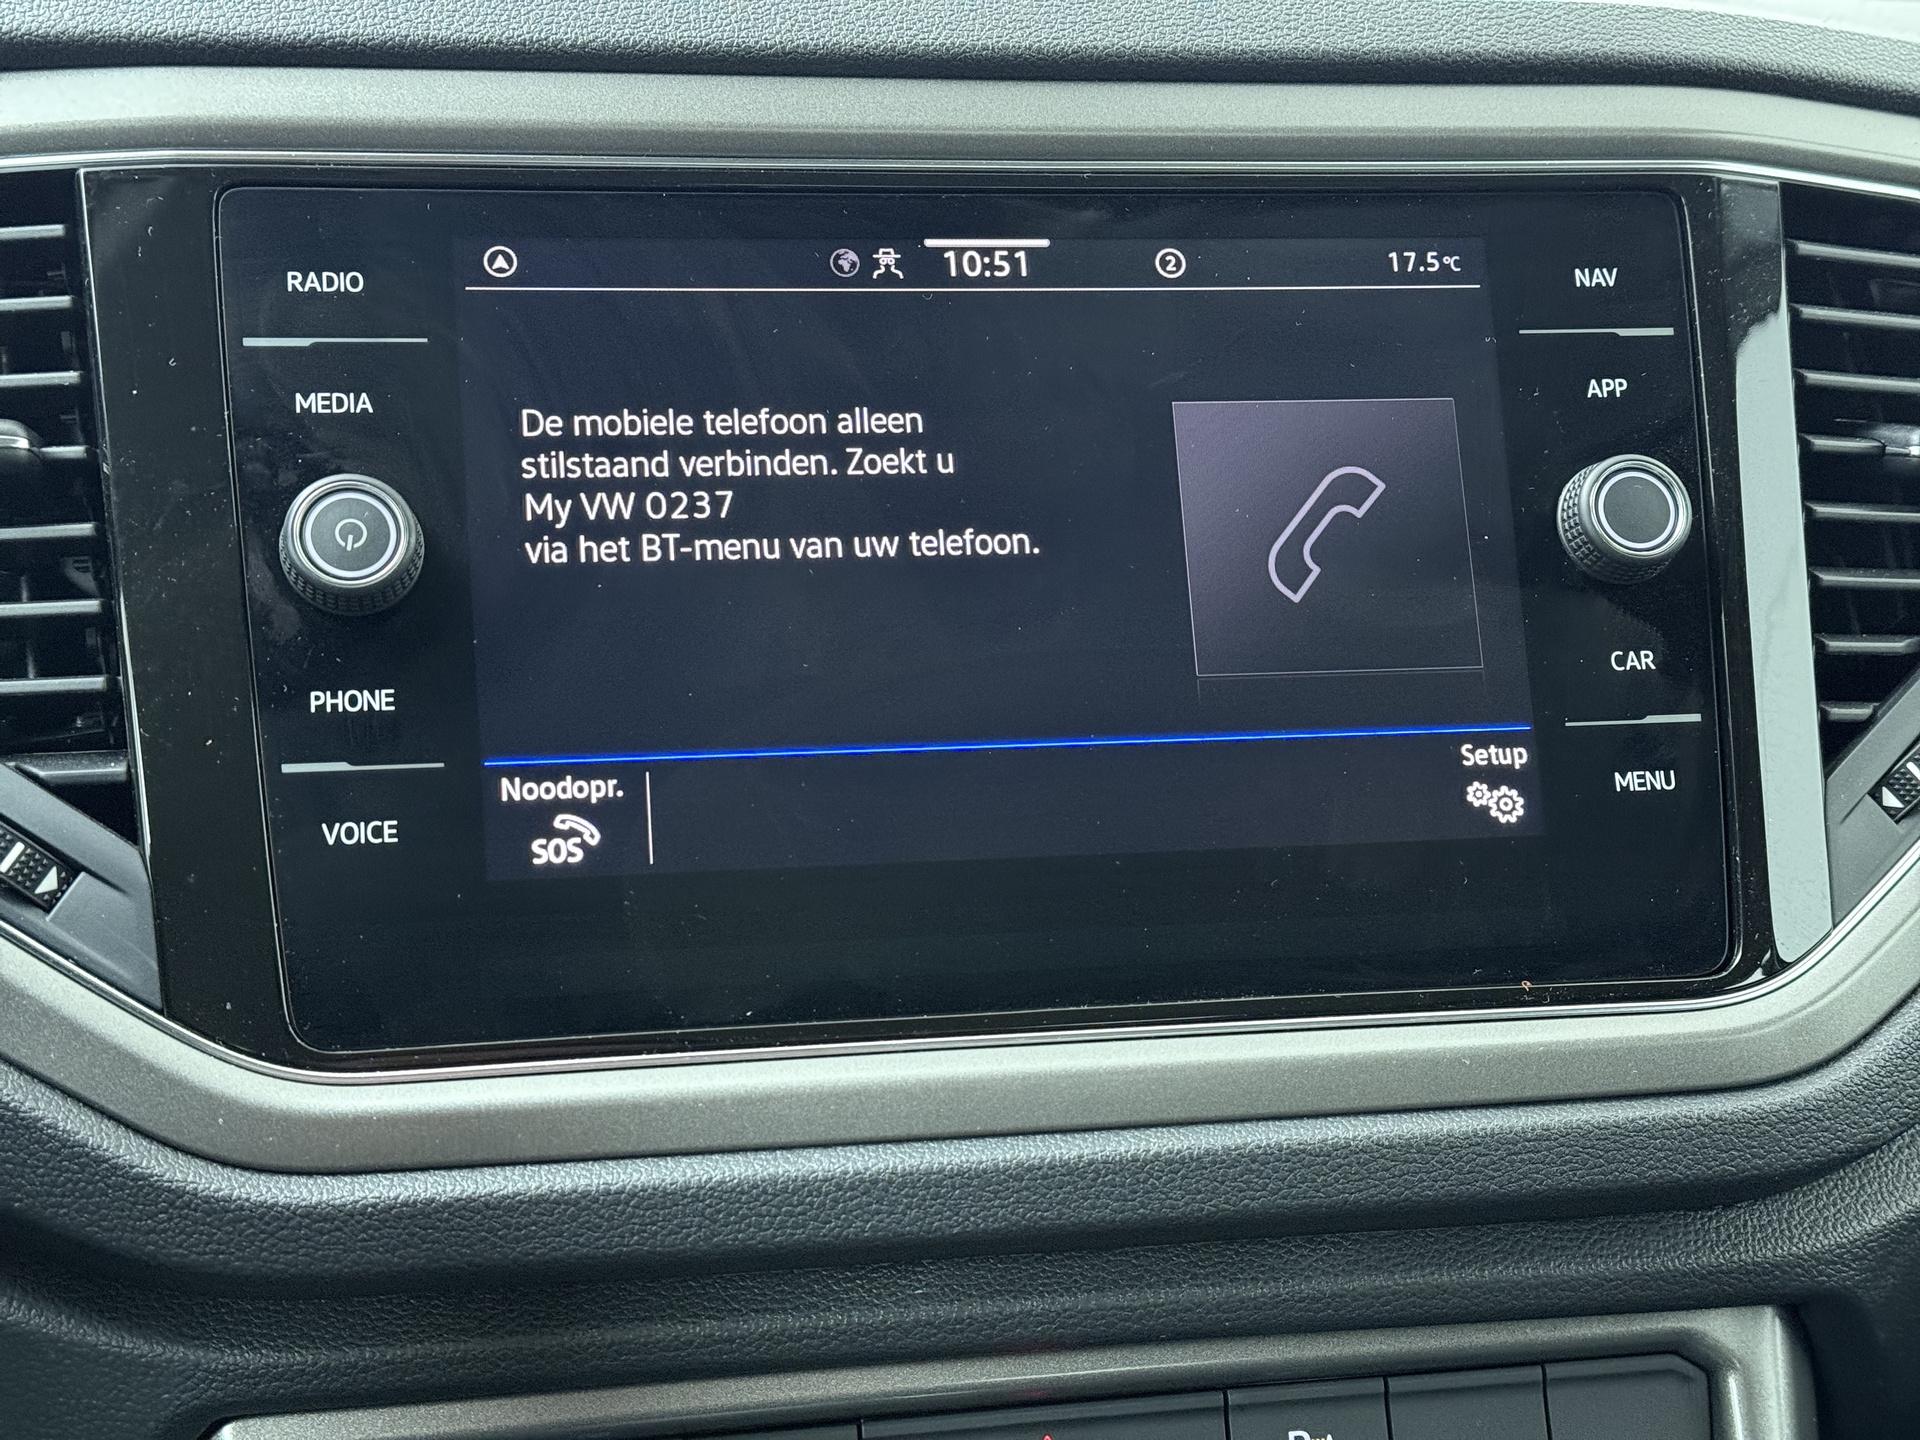 RADIO
MEDIA
PHONE
VOICE
10:51
2
17.5°C
De mobiele telefoon alleen
stilstaand verbinden. Zoekt u
My VW 0237
via het BT-menu van uw telefoon.
Noodopr.
SOS
Setup
NAV
APP
CAR
MENU